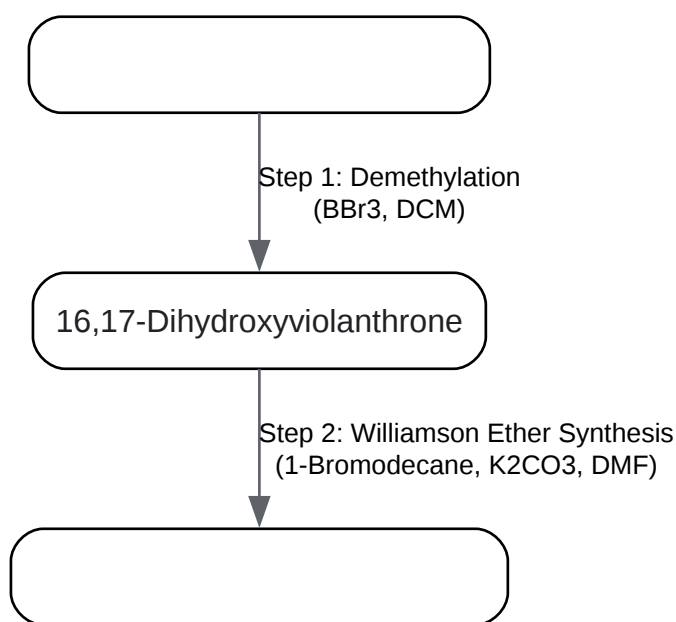 Step 1: Demethylation
(BBr3, DCM)
16,17-Dihydroxyviolanthrone
Step 2: Williamson Ether Synthesis
(1-Bromodecane, K2CO3, DMF)